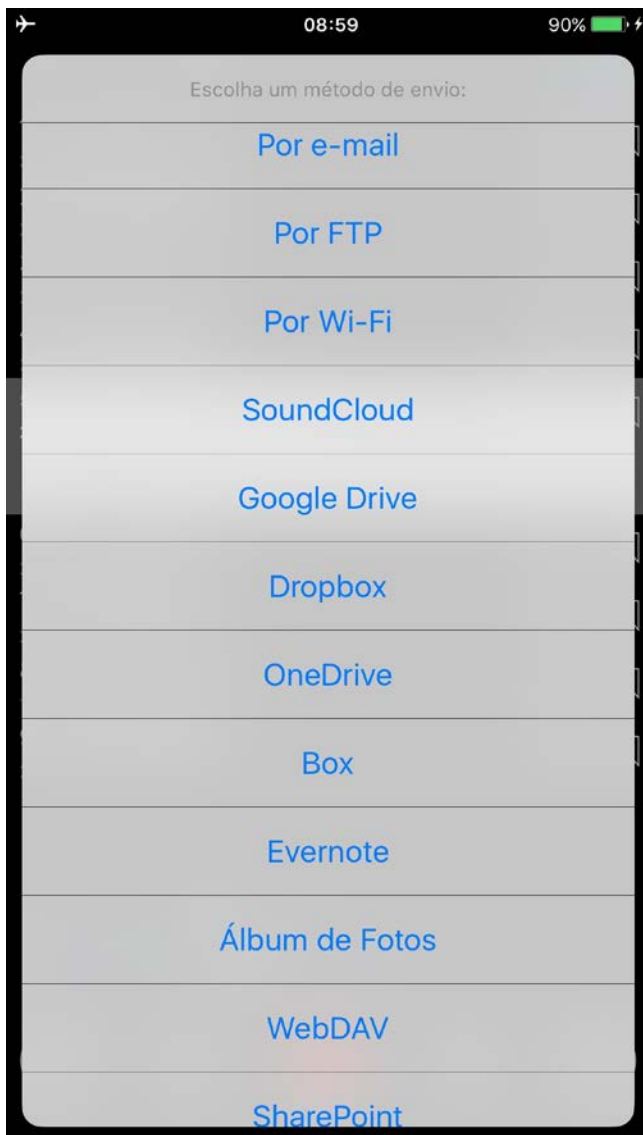 08:59
90%
Escolha um método de envio:
Por e-mail
Por FTP
Por Wi-Fi
SoundCloud
Google Drive
Dropbox
OneDrive
Box
Evernote
Álbum de Fotos
WebDAV
SharePoint